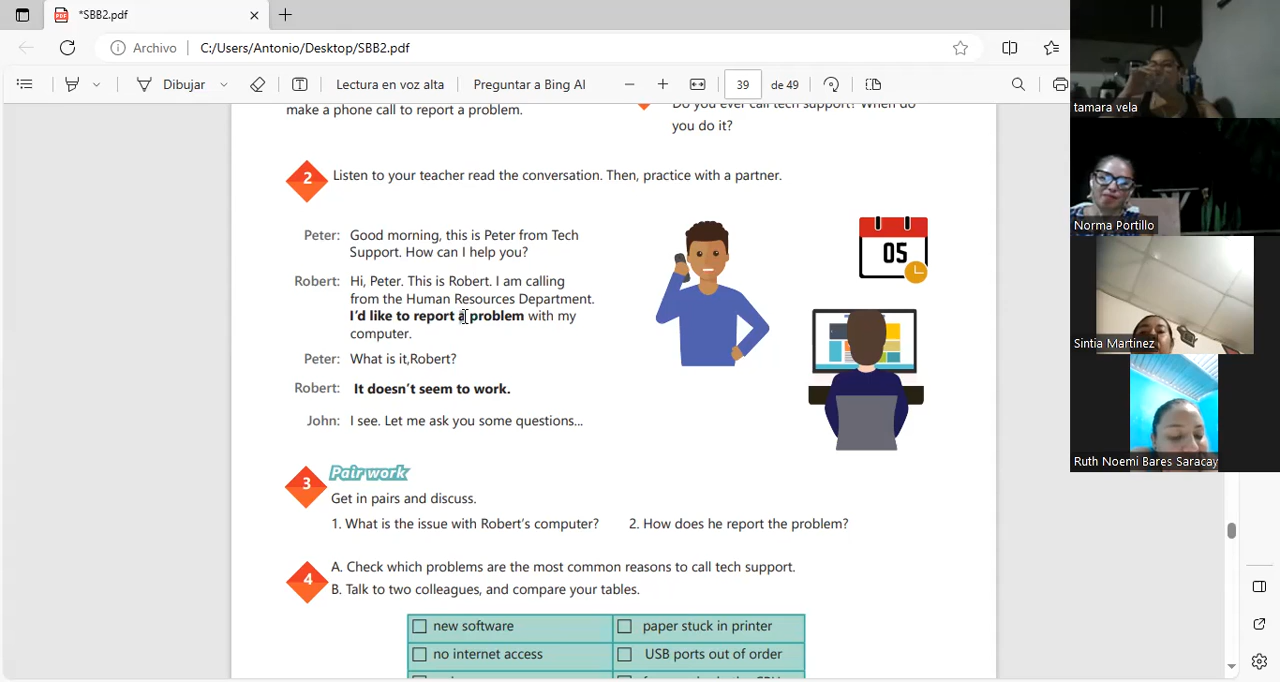 *SBB2.pdf
Archivo C:/Users/Antonio/Desktop/SBB2.pdf
Dibujar Lectura en voz alta Preguntar a Bing AI 39 de 49
make a phone call to report a problem.
Do you ever call tech support? When do
you do it?
2 Listen to your teacher read the conversation. Then, practice with a partner.
Peter: Good morning, this is Peter from Tech
Support. How can I help you?
Robert: Hi, Peter. This is Robert. I am calling
from the Human Resources Department.
I'd like to report a problem with my
computer.
Peter: What is it,Robert?
Robert: It doesn't seem to work.
John: I see. Let me ask you some questions...
05
3 Pair work
Get in pairs and discuss.
1. What is the issue with Robert's computer? 2. How does he report the problem?
4 A. Check which problems are the most common reasons to call tech support.
B. Talk to two colleagues, and compare your tables.
new software paper stuck in printer
no internet access USB ports out of order
tamara vela
Norma Portillo
Sintia Martinez
Ruth Noemi Bares Saracay